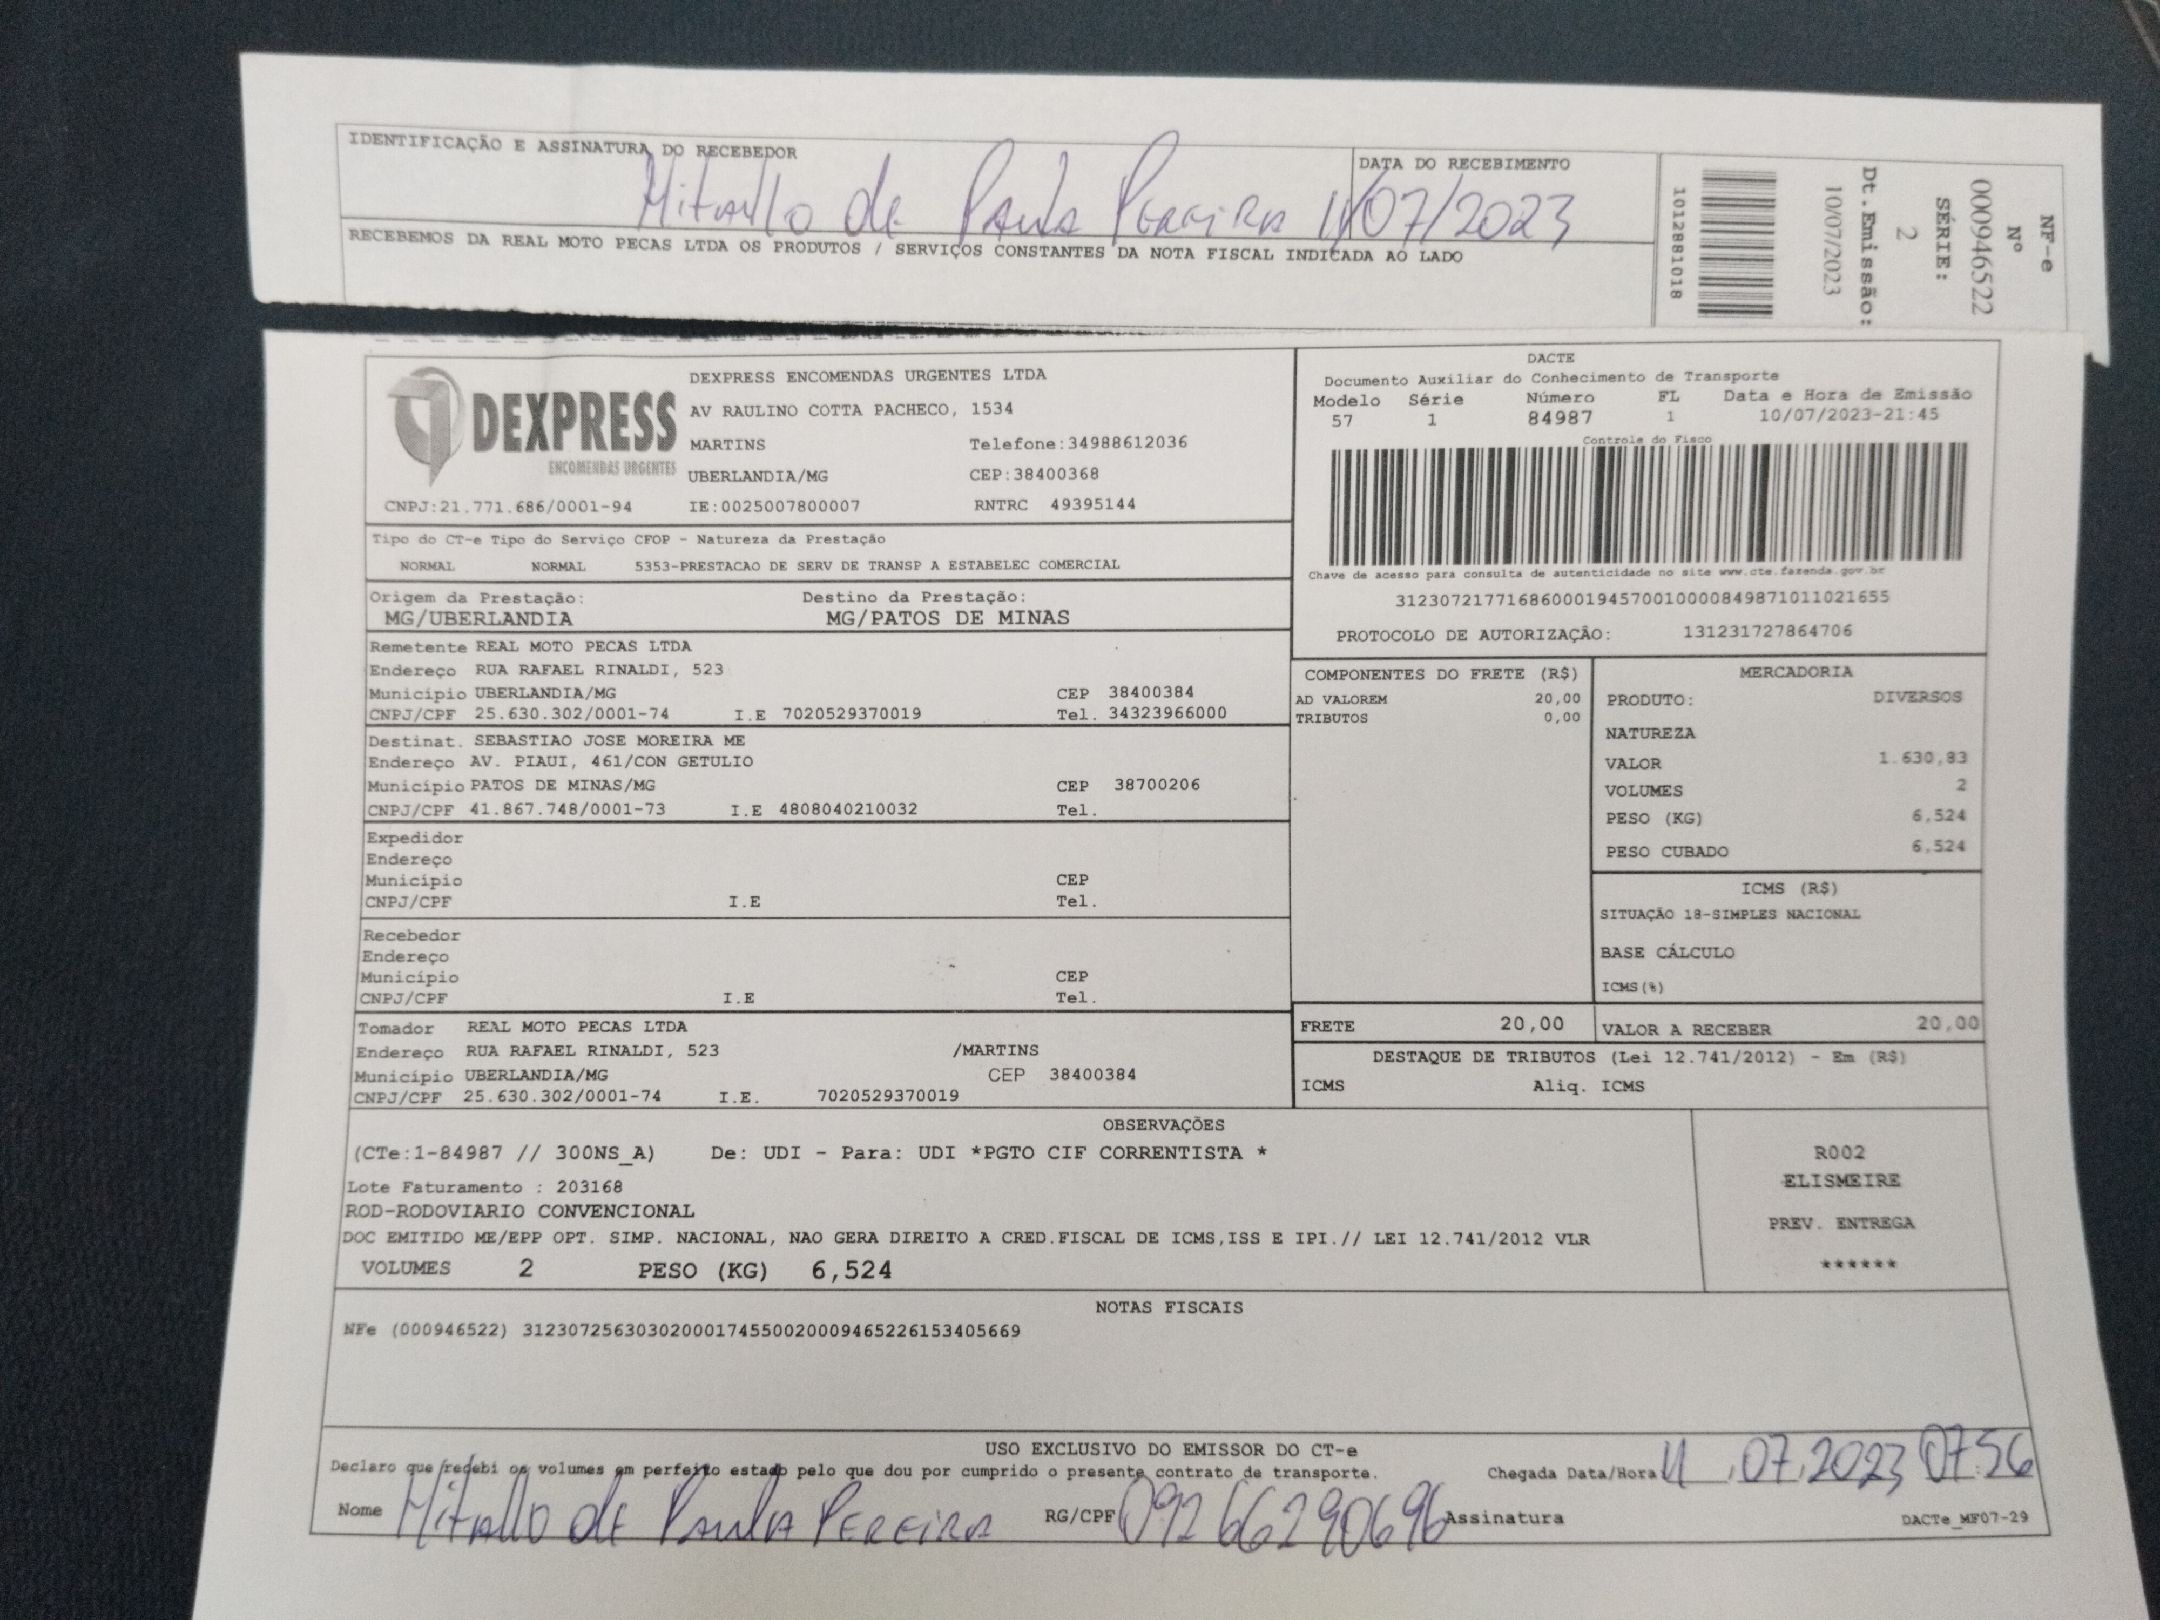 IDENTIFICAÇÃO E ASSINATURA DO RECEBEDOR
DATA DO RECEBIMENTO
de Paula Pereira 11/07/2023
RECEBEMOS DA REAL MOTO PECAS LTDA OS PRODUTOS / SERVIÇOS CONSTANTES DA NOTA FISCAL INDICADA AO LADO
NF-e
Nº
000946522
SÉRIE:
2
Dt.Emissão:
10/07/2023
1012881018
DEXPRESS
ENCOMENDAS URGENTES
DEXPRESS ENCOMENDAS URGENTES LTDA
AV RAULINO COTTA PACHECO, 1534
MARTINS Telefone:34988612036
UBERLANDIA/MG CEP:38400368
CNPJ:21.771.686/0001-94 IE:0025007800007 RNTRC 49395144
DACTE
Documento Auxiliar do Conhecimento de Transporte
Modelo Série Número FL Data e Hora de Emissão
57 1 84987 1 10/07/2023-21:45
Controle do Fisco
Chave de acesso para consulta de autenticidade no site www.cte.fazenda.gov.br
31230721771686000194570010000849871011021655
PROTOCOLO DE AUTORIZAÇÃO: 131231727864706
Tipo do CT-e Tipo do Serviço CFOP - Natureza da Prestação
NORMAL NORMAL 5353-PRESTACAO DE SERV DE TRANSP A ESTABELEC COMERCIAL
Origem da Prestação: Destino da Prestação:
MG/UBERLANDIA MG/PATOS DE MINAS
Remetente REAL MOTO PECAS LTDA
Endereço RUA RAFAEL RINALDI, 523
Município UBERLANDIA/MG CEP 38400384
CNPJ/CPF 25.630.302/0001-74 I.E 7020529370019 Tel. 34323966000
Destinat. SEBASTIAO JOSE MOREIRA ME
Endereço AV. PIAUI, 461/CON GETULIO
Município PATOS DE MINAS/MG CEP 38700206
CNPJ/CPF 41.867.748/0001-73 I.E 4808040210032 Tel.
Expedidor
Endereço
Município CEP
CNPJ/CPF I.E Tel.
Recebedor
Endereço
Município CEP
CNPJ/CPF I.E Tel.
Tomador REAL MOTO PECAS LTDA
Endereço RUA RAFAEL RINALDI, 523 /MARTINS
Município UBERLANDIA/MG CEP 38400384
CNPJ/CPF 25.630.302/0001-74 I.E. 7020529370019
COMPONENTES DO FRETE (R$)
AD VALOREM 20,00
TRIBUTOS 0,00
MERCADORIA
PRODUTO: DIVERSOS
NATUREZA
VALOR 1.630,83
VOLUMES 2
PESO (KG) 6,524
PESO CUBADO 6,524
ICMS (R$)
SITUAÇÃO 18-SIMPLES NACIONAL
BASE CÁLCULO
ICMS(%)
FRETE 20,00 VALOR A RECEBER 20,00
DESTAQUE DE TRIBUTOS (Lei 12.741/2012) - Em (R$)
ICMS Aliq. ICMS
OBSERVAÇÕES
(CTe:1-84987 // 300NS_A) De: UDI - Para: UDI *PGTO CIF CORRENTISTA *
Lote Faturamento : 203168
ROD-RODOVIARIO CONVENCIONAL
DOC EMITIDO ME/EPP OPT. SIMP. NACIONAL, NAO GERA DIREITO A CRED.FISCAL DE ICMS,ISS E IPI.// LEI 12.741/2012 VLR
VOLUMES 2 PESO (KG) 6,524
R002
ELISMEIRE
PREV. ENTREGA
******
NOTAS FISCAIS
NFe (000946522) 31230725630302000174550020009465226153405669
USO EXCLUSIVO DO EMISSOR DO CT-e
Declaro que recebi os volumes em perfeito estado pelo que dou por cumprido o presente contrato de transporte. Chegada Data/Hora 11.07.2023 07:56
Nome de Paula Pereira RG/CPF 09266290696 Assinatura DACTe_MF07-29